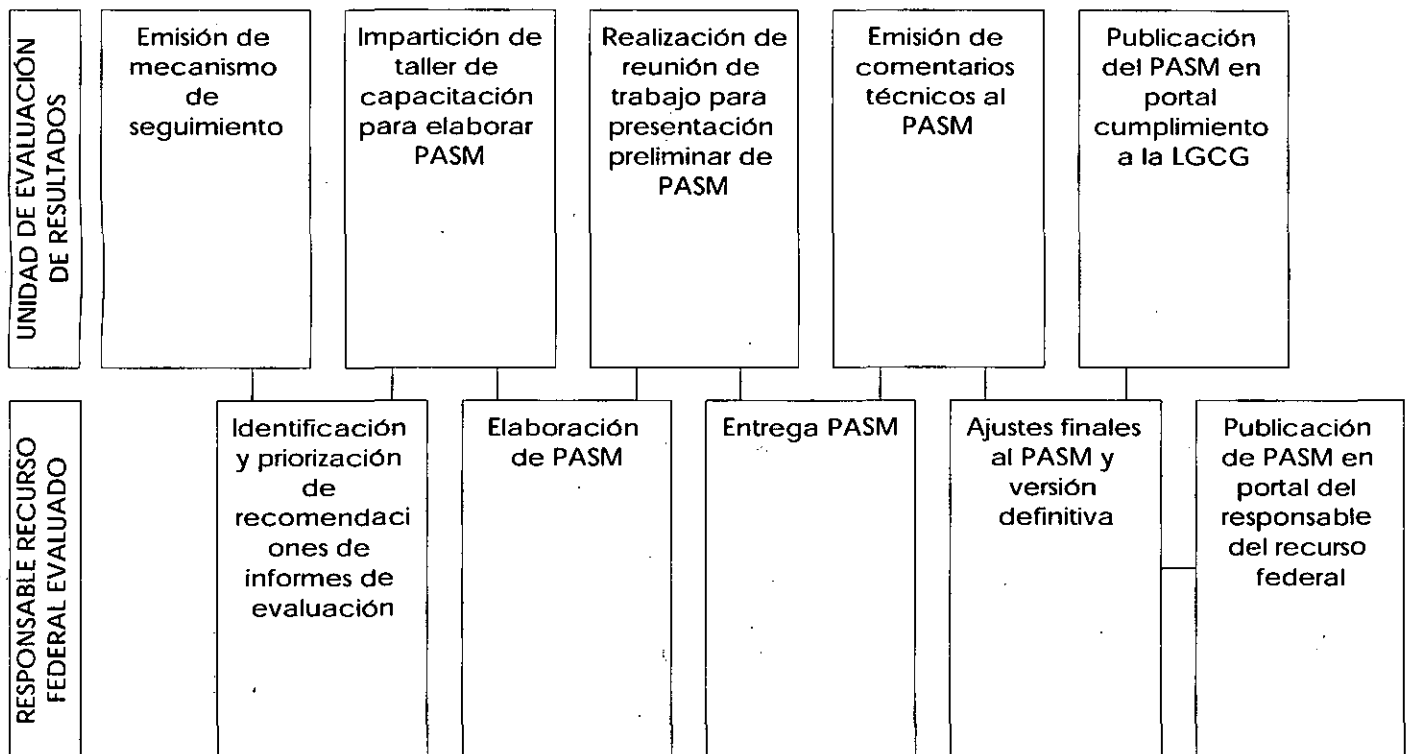 UNIDAD DE EVALUACIÓN
DE RESULTADOS
Emisión de
mecanismo
de
seguimiento
Impartición de
taller de
capacitación
para elaborar
PASM
Realización de
reunión de
trabajo para
presentación
preliminar de
PASM
Emisión de
comentarios
técnicos al
PASM
Publicación
del PASM en
portal
cumplimiento
a la LGCG
RESPONSABLE RECURSO
FEDERAL EVALUADO
Identificación
y priorización
de
recomendaci
ones de
informes de
evaluación
Elaboración
de PASM
Entrega PASM
Ajustes finales
al PASM y
versión
definitiva
Publicación
de PASM en
portal del
responsable
del recurso
federal